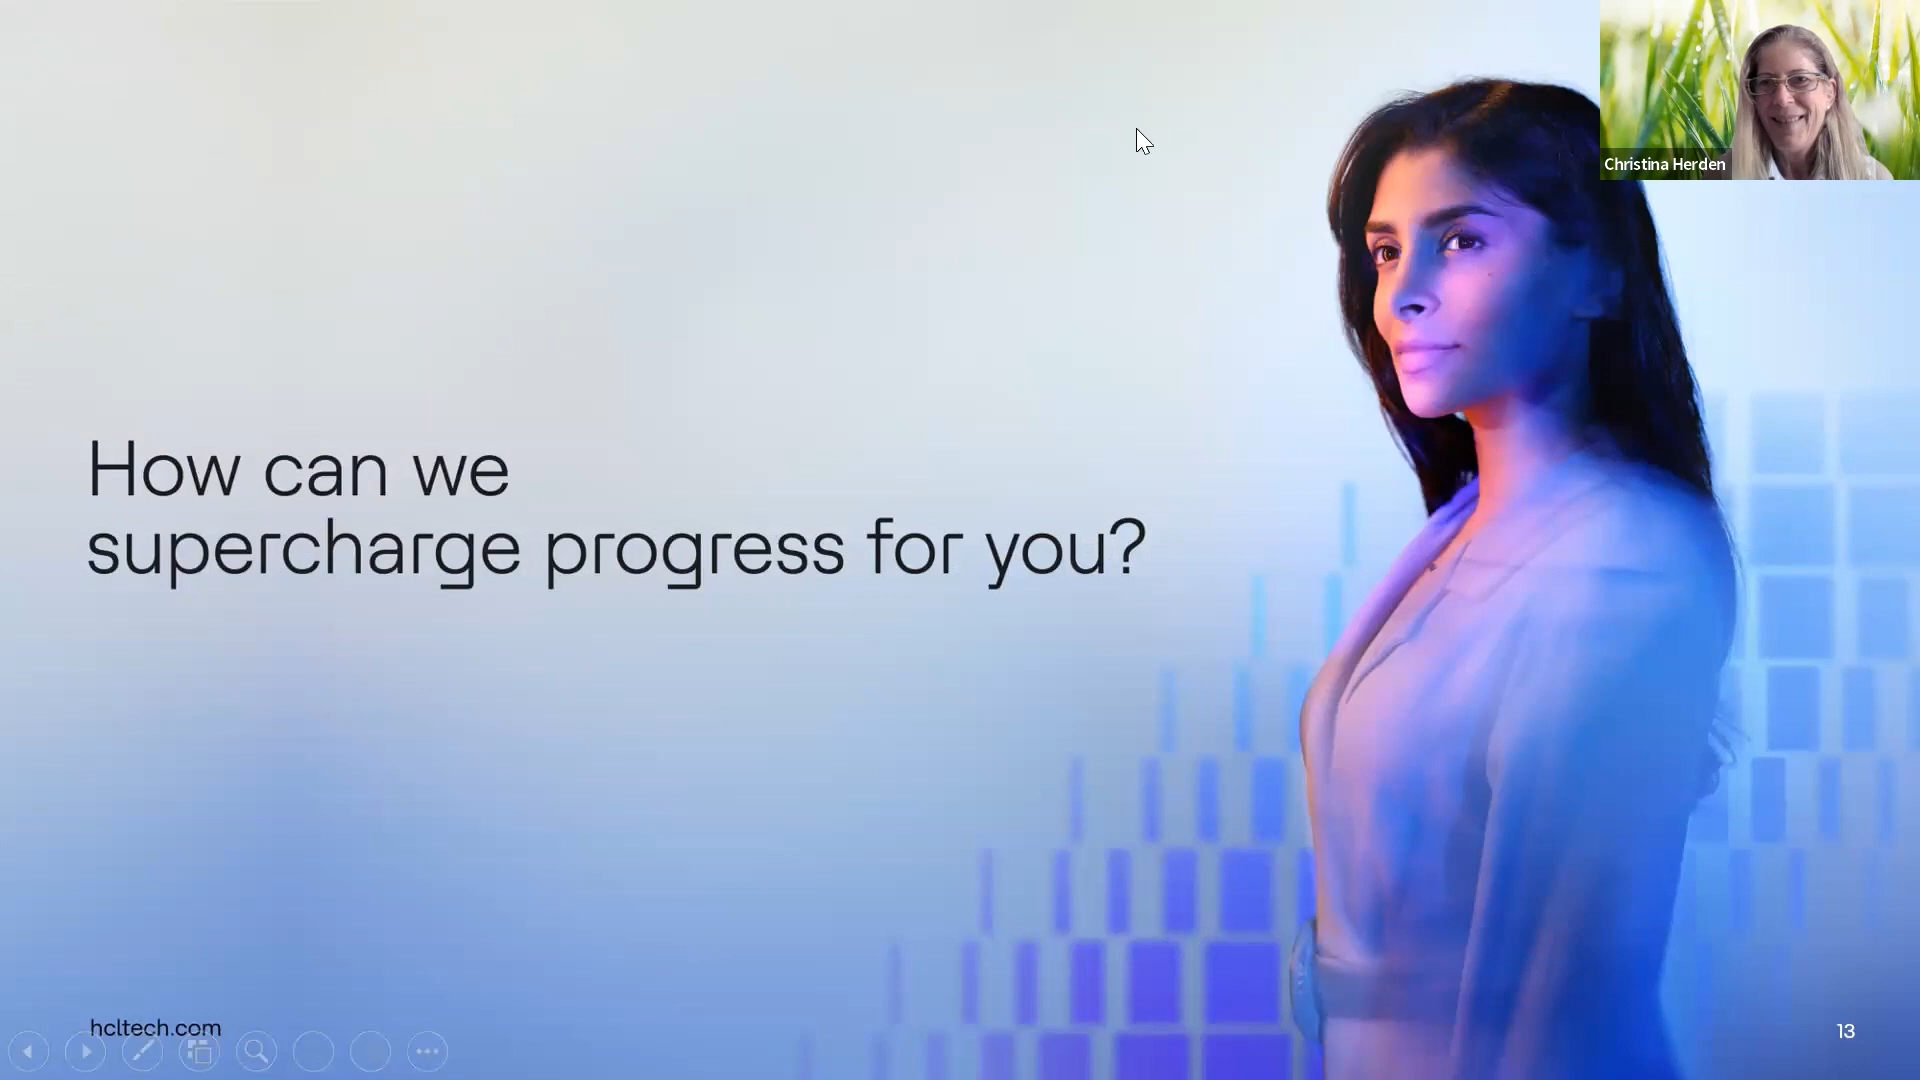 Christina Herden
How can we
supercharge progress for you?
hcltech.com
13